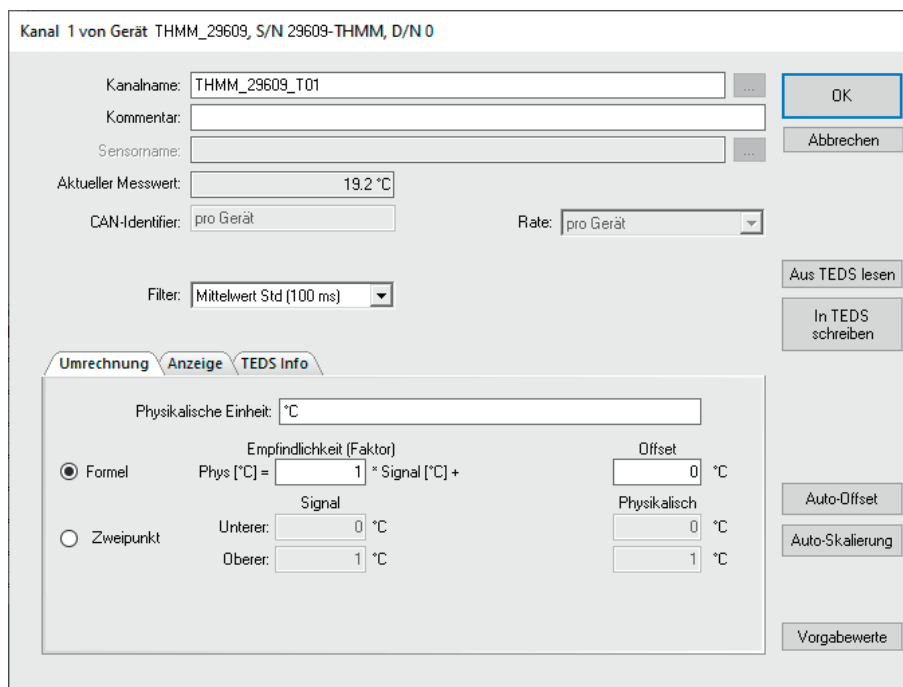 Kanal 1 von Gerät THMM_29609, S/N 29609-THMM, D/N 0
Kanalname: THMM_29609_T01 ...
OK
Kommentar:
Abbrechen
Sensorname: ...
Aktueller Messwert: 19.2 °C
CAN-Identifier: pro Gerät Rate: pro Gerät
Aus TEDS lesen
Filter: Mittelwert Std (100 ms)
In TEDS
schreiben
Umrechnung Anzeige TEDS Info
Physikalische Einheit: °C
Empfindlichkeit (Faktor) Offset
Formel Phys [°C] = 1 * Signal [°C] + 0 °C
Signal Physikalisch
Auto-Offset
Zweipunkt
Unterer: 0 °C 0 °C
Oberer: 1 °C 1 °C
Auto-Skalierung
Vorgabewerte